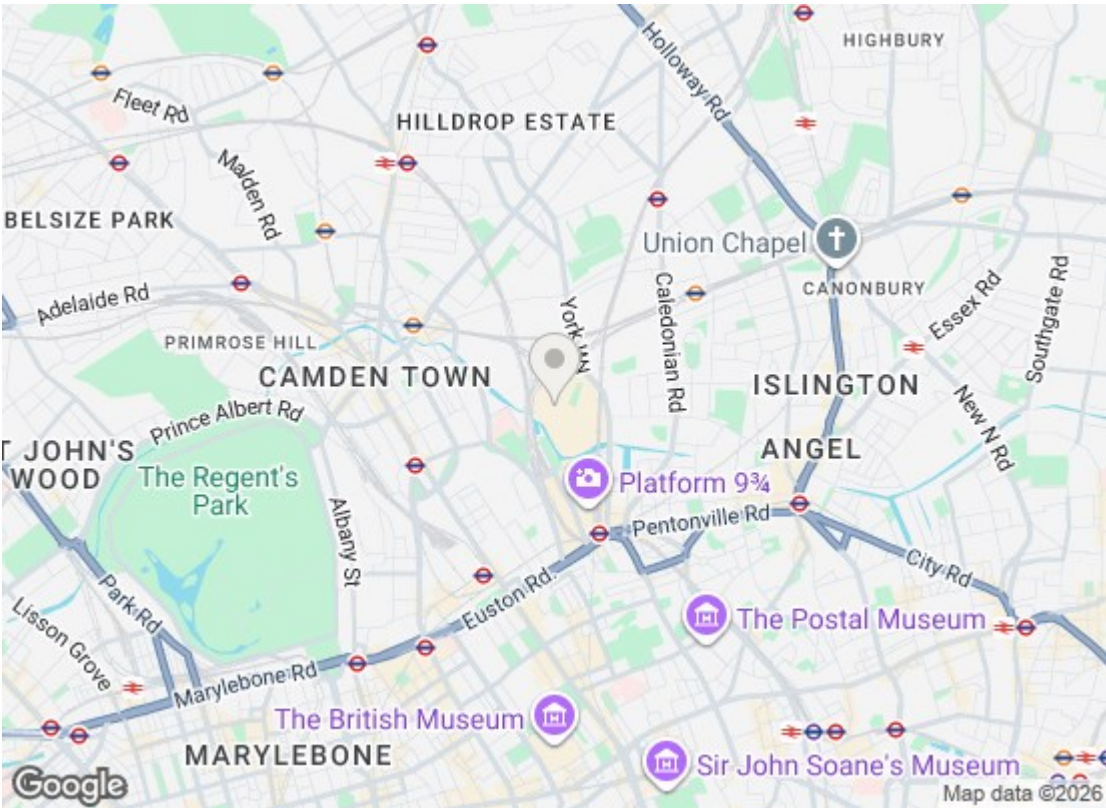 HIGHBURY
Holloway Rd
Fleet Rd
HILLDROP ESTATE
Malden Rd
BELSIZE PARK
Union Chapel
CANONBURY
Southgate Rd
Adelaide Rd
York W
Caledonian Rd
Essex Rd
PRIMROSE HILL
CAMDEN TOWN
ISLINGTON
Prince Albert Rd
New N Rd
T JOHN'S
WOOD
ANGEL
The Regent's
Park
Platform 9¾
Albany St
Pentonville Rd
City Rd
Euston Rd
Park Rd
Lisson Grove
The Postal Museum
Marylebone Rd
The British Museum
MARYLEBONE
Sir John Soane's Museum
Google
Map data ©2026